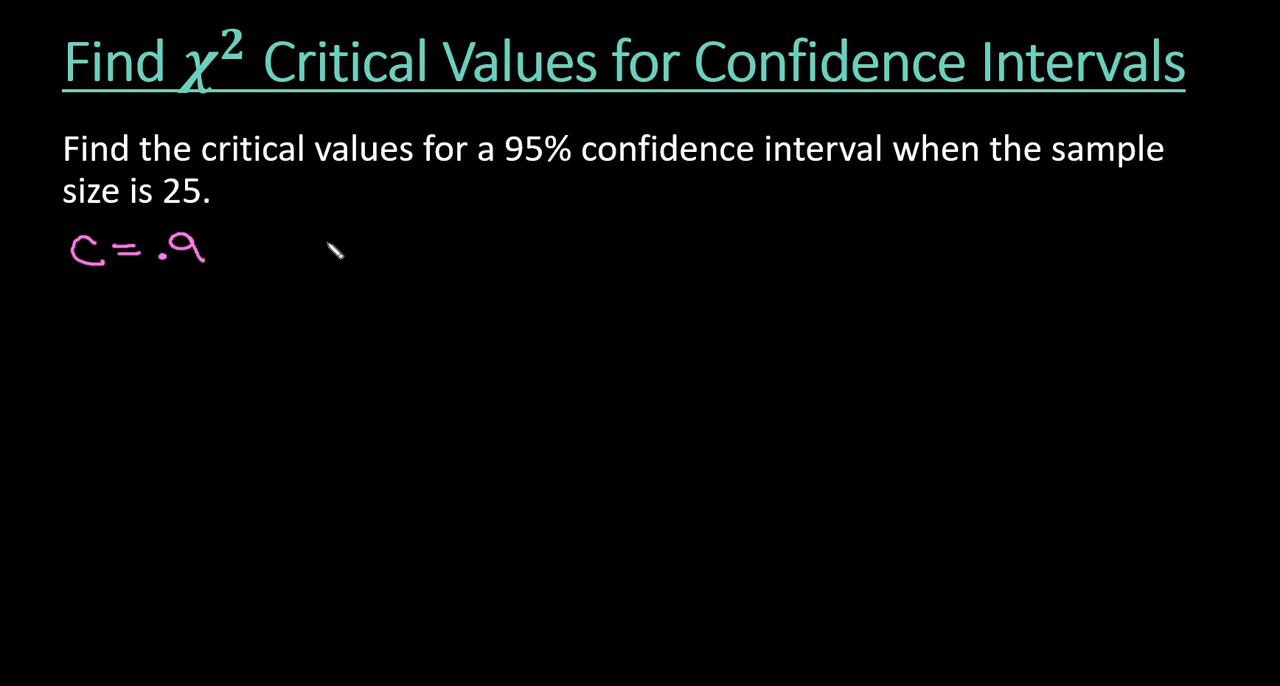 Find χ² Critical Values for Confidence Intervals
Find the critical values for a 95% confidence interval when the sample
size is 25.
c = .9